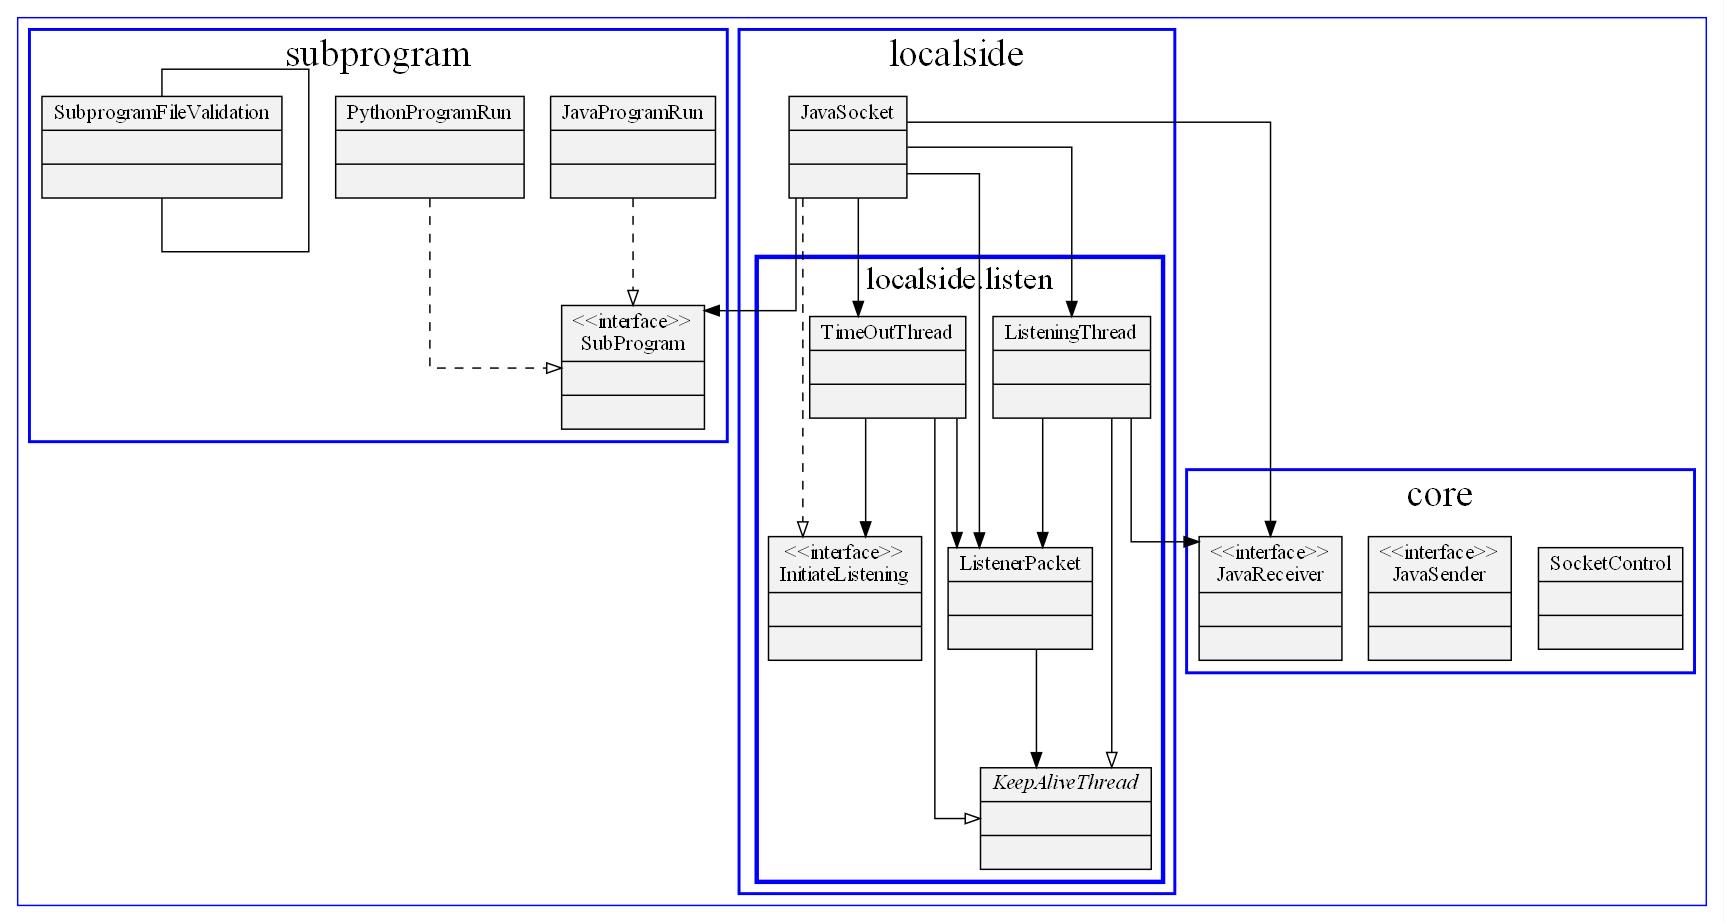 subprogram
SubprogramFileValidation
PythonProgramRun
JavaProgramRun
<<interface>>
SubProgram
localside
JavaSocket
localside.listen
TimeOutThread
ListeningThread
<<interface>>
InitiateListening
ListenerPacket
KeepAliveThread
core
<<interface>>
JavaReceiver
<<interface>>
JavaSender
SocketControl